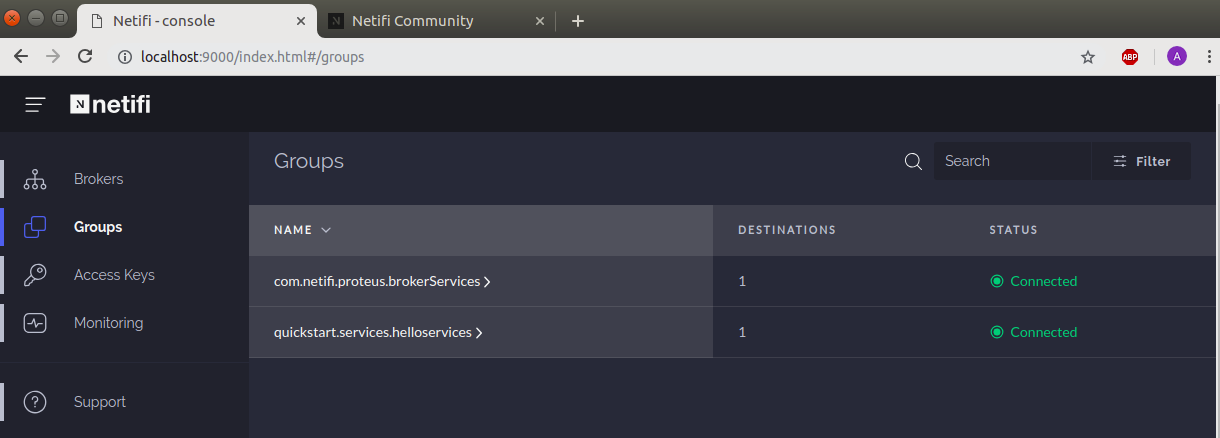 Netifi - console
Netifi Community
localhost:9000/index.html#/groups
ABP
A
N netifi
Groups
Search
Filter
Brokers
Groups
Access Keys
Monitoring
Support
NAME DESTINATIONS STATUS
com.netifi.proteus.brokerServices 1 Connected
quickstart.services.helloservices 1 Connected